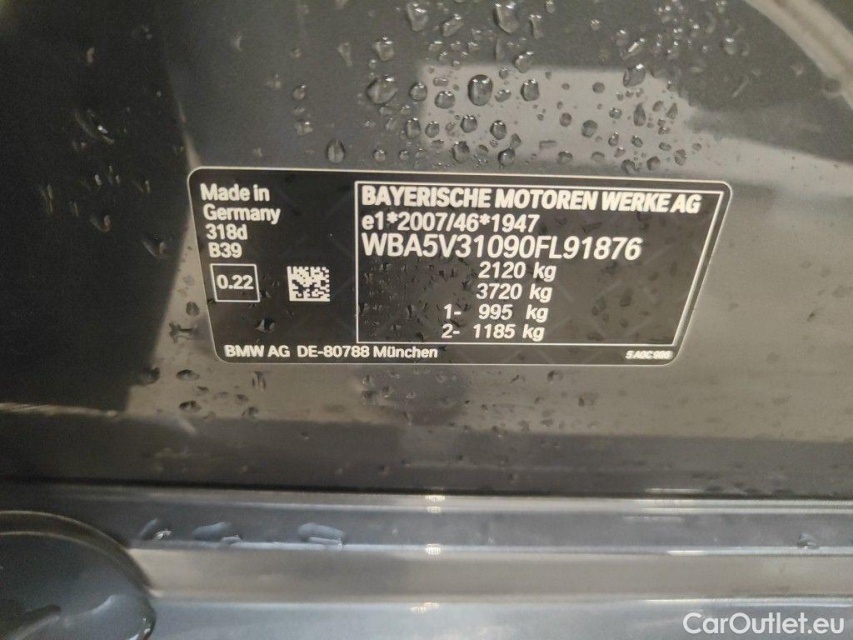 Made in
Germany
318d
B39
0.22
BAYERISCHE MOTOREN WERKE AG
e1*2007/46*1947
WBA5V31090FL91876
2120 kg
3720 kg
1- 995 kg
2- 1185 kg
BMW AG DE-80788 München
5A0C986
CarOutlet.eu